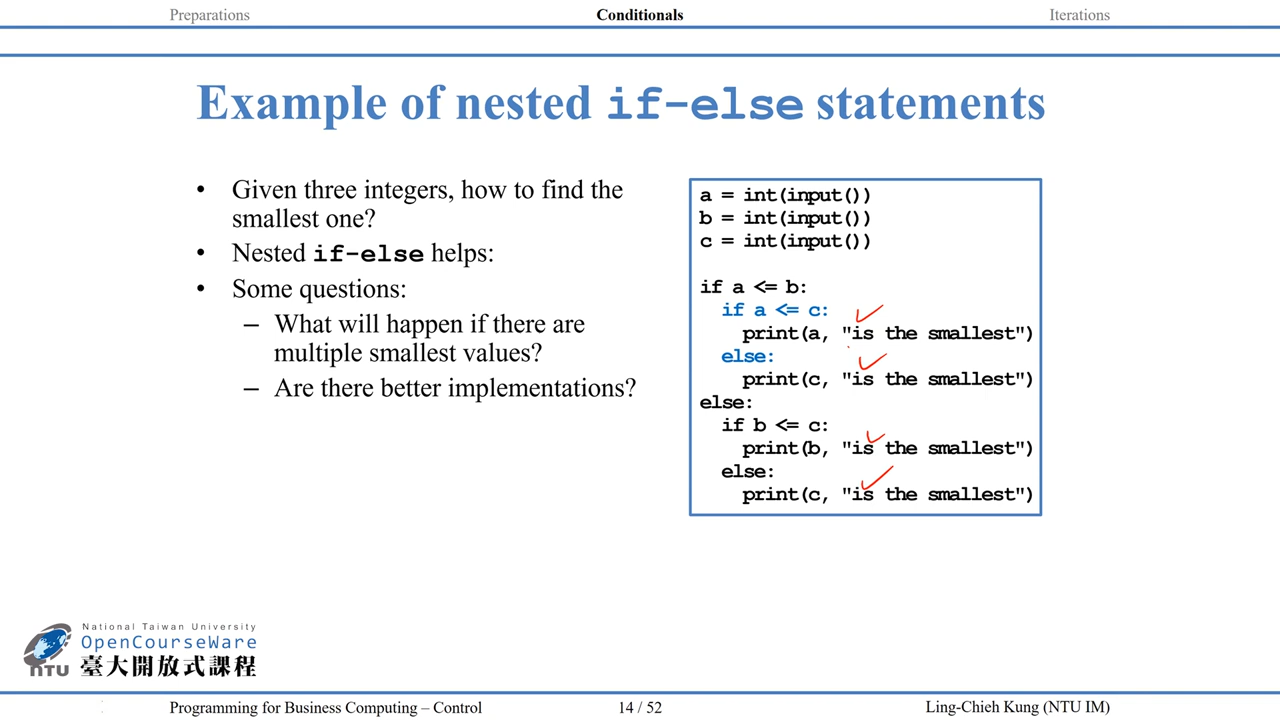 Preparations
Conditionals
Iterations
Example of nested if-else statements
• Given three integers, how to find the
smallest one?
• Nested if-else helps:
• Some questions:
– What will happen if there are
multiple smallest values?
– Are there better implementations?
a = int(input())
b = int(input())
c = int(input())
if a <= b:
  if a <= c:
    print(a, "is the smallest")
  else:
    print(c, "is the smallest")
else:
  if b <= c:
    print(b, "is the smallest")
  else:
    print(c, "is the smallest")
National Taiwan University
OpenCourseWare
NTU 臺大開放式課程
Programming for Business Computing – Control
14 / 52
Ling-Chieh Kung (NTU IM)